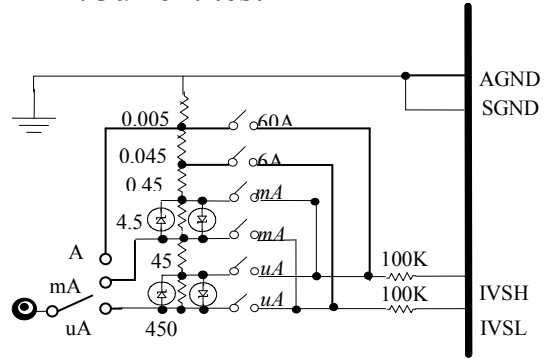 AGND
SGND
0.005
60A
0.045
6A
0.45
mA
4.5
mA
A
45
uA
100K
mA
IVSH
uA
100K
uA
450
IVSL